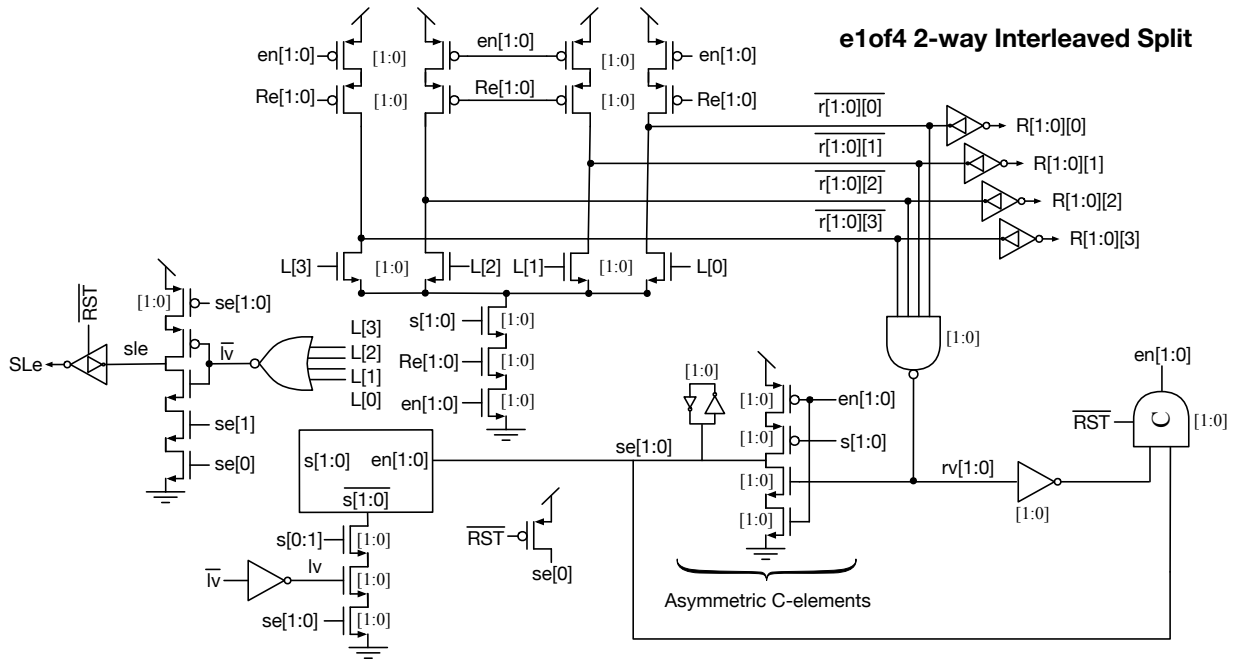 e1of4 2-way Interleaved Split
en[1:0] [1:0] en[1:0] [1:0] en[1:0]
Re[1:0] [1:0] Re[1:0] [1:0] Re[1:0]
r[1:0][0] R[1:0][0]
r[1:0][1] R[1:0][1]
r[1:0][2] R[1:0][2]
r[1:0][3] R[1:0][3]
L[3] [1:0] L[2] L[1] [1:0] L[0]
[1:0] se[1:0]
RST
s[1:0] [1:0]
[1:0]
SLe sle lv
L[3]
L[2]
L[1]
L[0]
Re[1:0] [1:0]
en[1:0] [1:0]
se[1]
se[0]
[1:0]
[1:0] en[1:0]
[1:0] s[1:0]
[1:0]
[1:0]
en[1:0]
RST C [1:0]
s[1:0] en[1:0]
s[1:0]
se[1:0]
rv[1:0]
[1:0]
s[0:1] [1:0]
lv lv [1:0]
se[1:0] [1:0]
RST
se[0]
Asymmetric C-elements